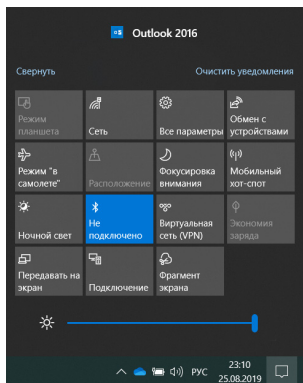 Outlook 2016
Свернуть
Очистить уведомления
Режим
планшета
Сеть
Все параметры
Обмен с
устройствами
Режим "в
самолете"
Расположение
Фокусировка
внимания
Мобильный
хот-спот
Ночной свет
Не
подключено
Виртуальная
сеть (VPN)
Экономия
заряда
Передавать на
экран
Подключение
Фрагмент
экрана
РУС
23:10
25.08.2019